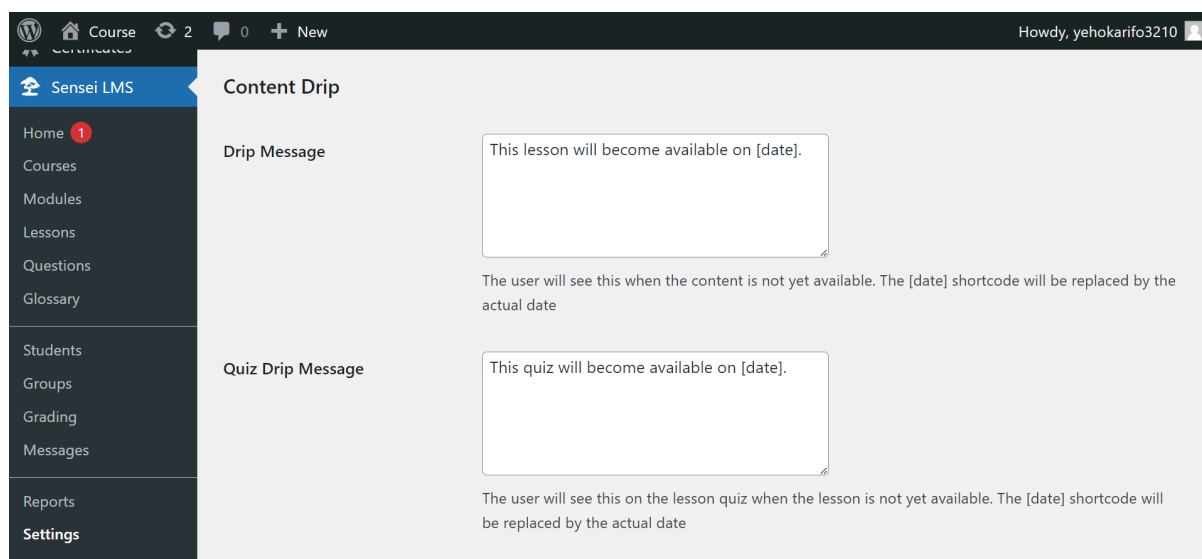 Course 2 0 New Howdy, yehokarifo3210
Certificates
Sensei LMS
Home 1
Courses
Modules
Lessons
Questions
Glossary
Students
Groups
Grading
Messages
Reports
Settings
Content Drip
Drip Message
This lesson will become available on [date].
The user will see this when the content is not yet available. The [date] shortcode will be replaced by the
actual date
Quiz Drip Message
This quiz will become available on [date].
The user will see this on the lesson quiz when the lesson is not yet available. The [date] shortcode will
be replaced by the actual date